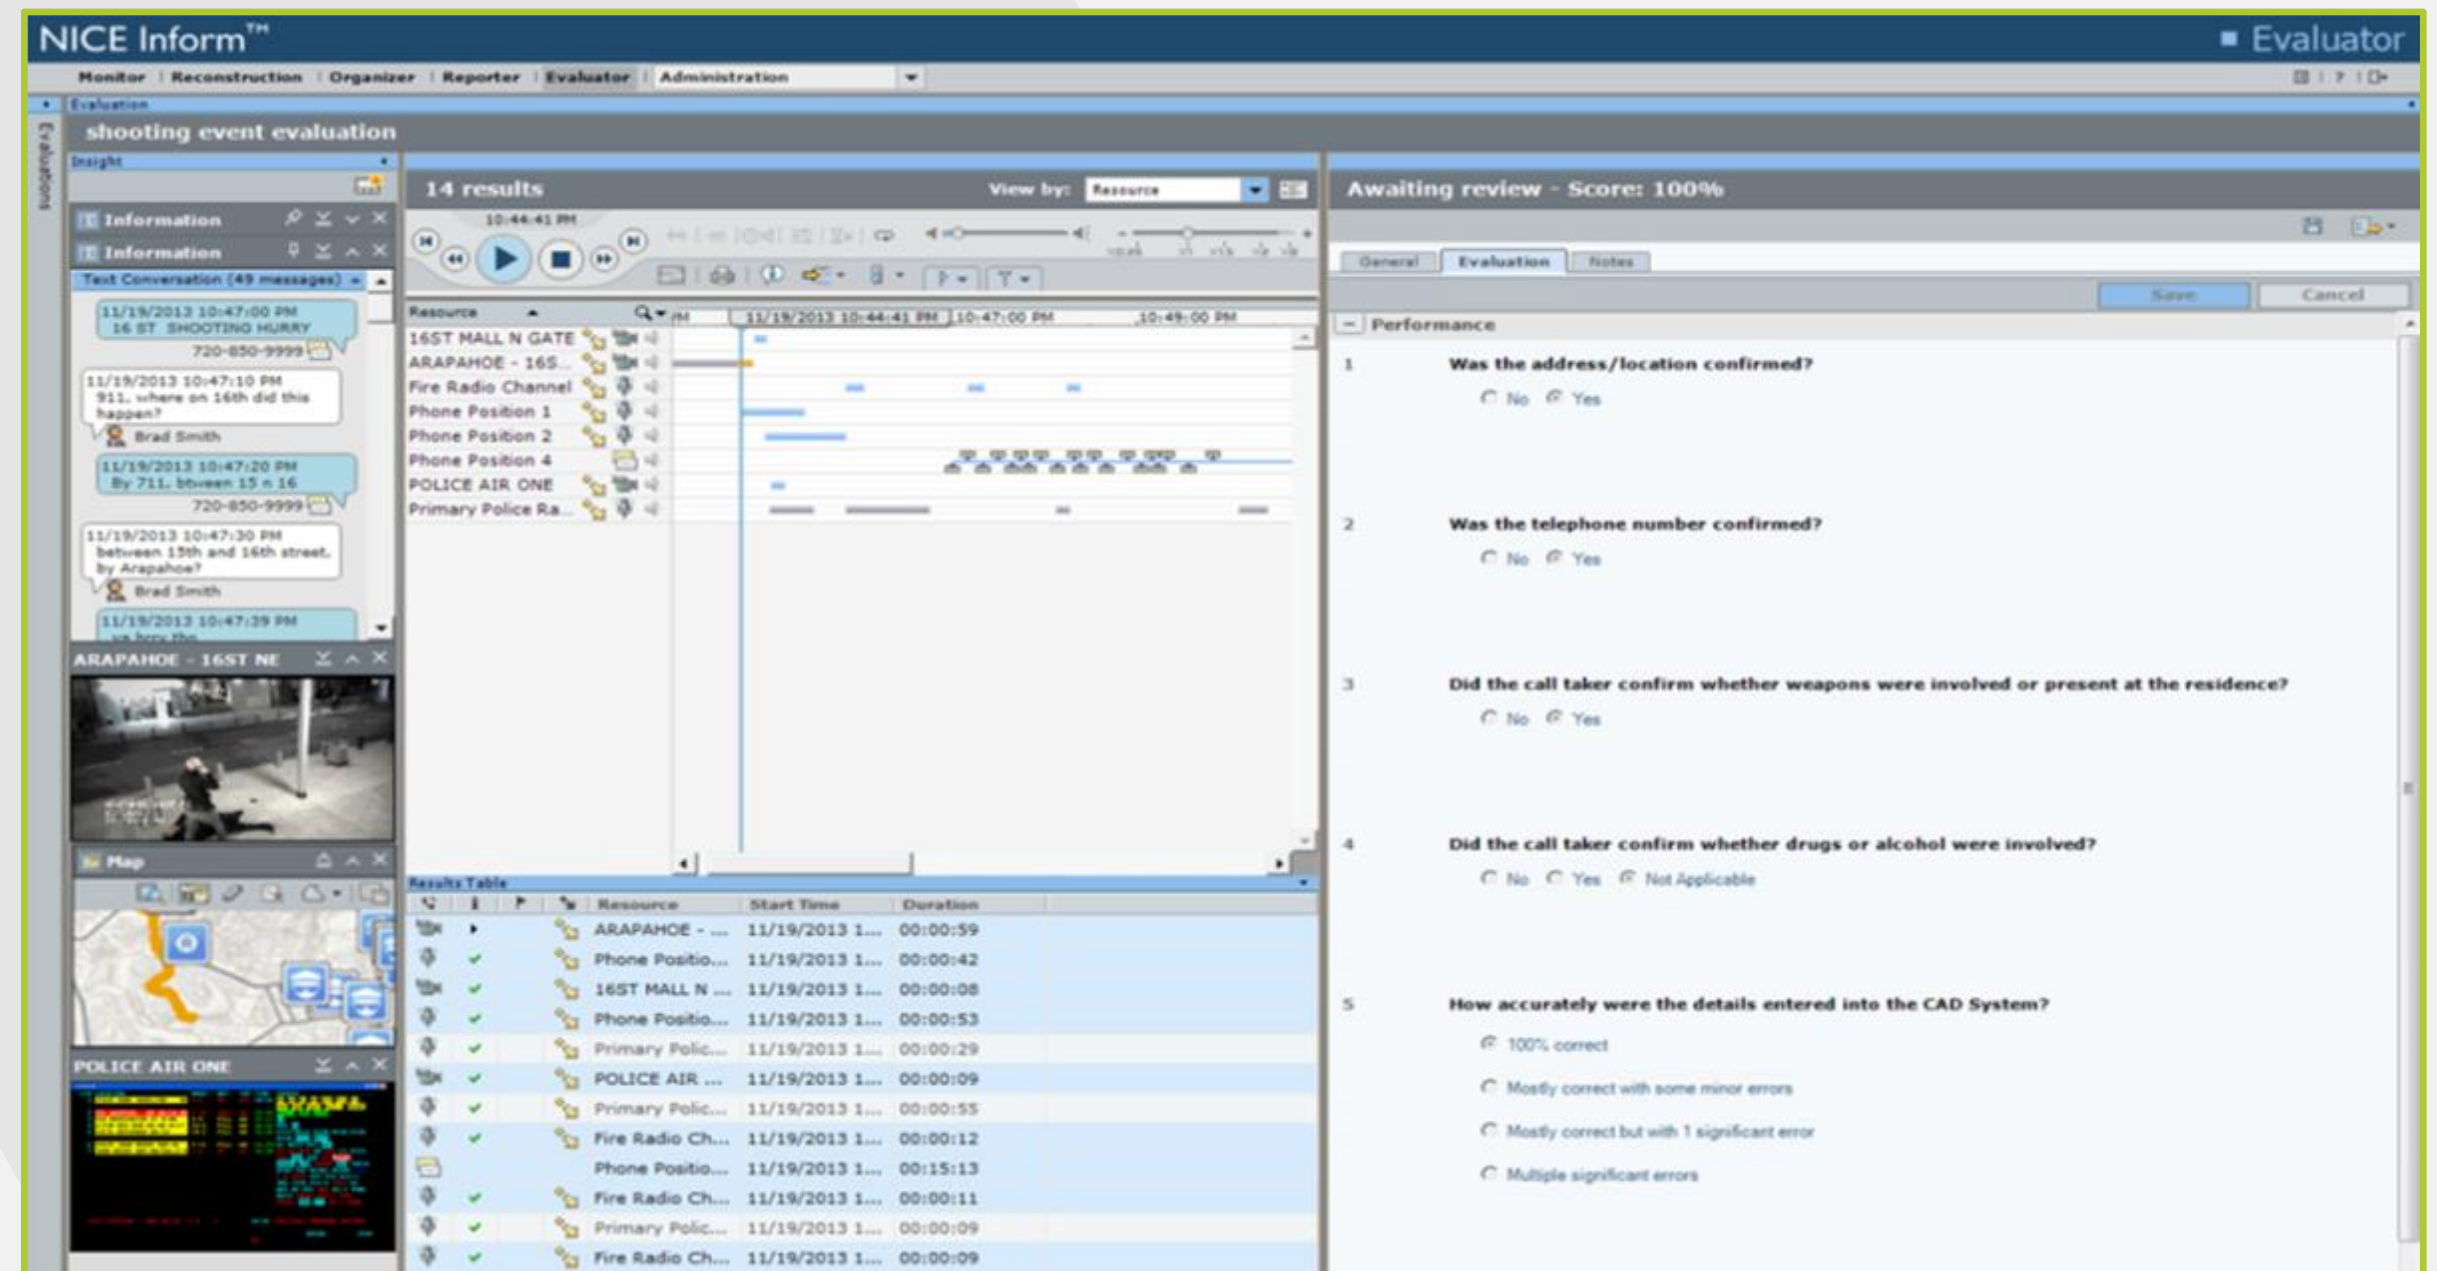 NICE Inform™
Evaluator
Monitor | Reconstruction | Organizer | Reporter | Evaluator | Administration
Evaluation
Evaluations
shooting event evaluation
Insight
Information
Information
Text Conversation (49 messages)
11/19/2013 10:47:00 PM
16 ST SHOOTING HURRY
720-850-9999
11/19/2013 10:47:10 PM
911, where on 16th did this
happen?
Brad Smith
11/19/2013 10:47:20 PM
By 711, btween 15 n 16
720-850-9999
11/19/2013 10:47:30 PM
between 15th and 16th street,
by Arapahoe?
Brad Smith
11/19/2013 10:47:39 PM
ARAPAHOE - 16ST NE
Map
POLICE AIR ONE
14 results
View by: Resource
10:44:41 PM
Resource
PM 11/19/2013 10:44:41 PM 10:47:00 PM 10:49:00 PM
16ST MALL N GATE
ARAPAHOE - 16S...
Fire Radio Channel
Phone Position 1
Phone Position 2
Phone Position 4
POLICE AIR ONE
Primary Police Ra...
Results Table
Resource Start Time Duration
ARAPAHOE - ... 11/19/2013 1... 00:00:59
Phone Positio... 11/19/2013 1... 00:00:42
16ST MALL N ... 11/19/2013 1... 00:00:08
Phone Positio... 11/19/2013 1... 00:00:53
Primary Polic... 11/19/2013 1... 00:00:29
POLICE AIR ... 11/19/2013 1... 00:00:09
Primary Polic... 11/19/2013 1... 00:00:55
Fire Radio Ch... 11/19/2013 1... 00:00:12
Phone Positio... 11/19/2013 1... 00:15:13
Fire Radio Ch... 11/19/2013 1... 00:00:11
Primary Polic... 11/19/2013 1... 00:00:09
Fire Radio Ch... 11/19/2013 1... 00:00:09
Awaiting review - Score: 100%
General Evaluation Notes
Save Cancel
Performance
1 Was the address/location confirmed?
No Yes
2 Was the telephone number confirmed?
No Yes
3 Did the call taker confirm whether weapons were involved or present at the residence?
No Yes
4 Did the call taker confirm whether drugs or alcohol were involved?
No Yes Not Applicable
5 How accurately were the details entered into the CAD System?
100% correct
Mostly correct with some minor errors
Mostly correct but with 1 significant error
Multiple significant errors